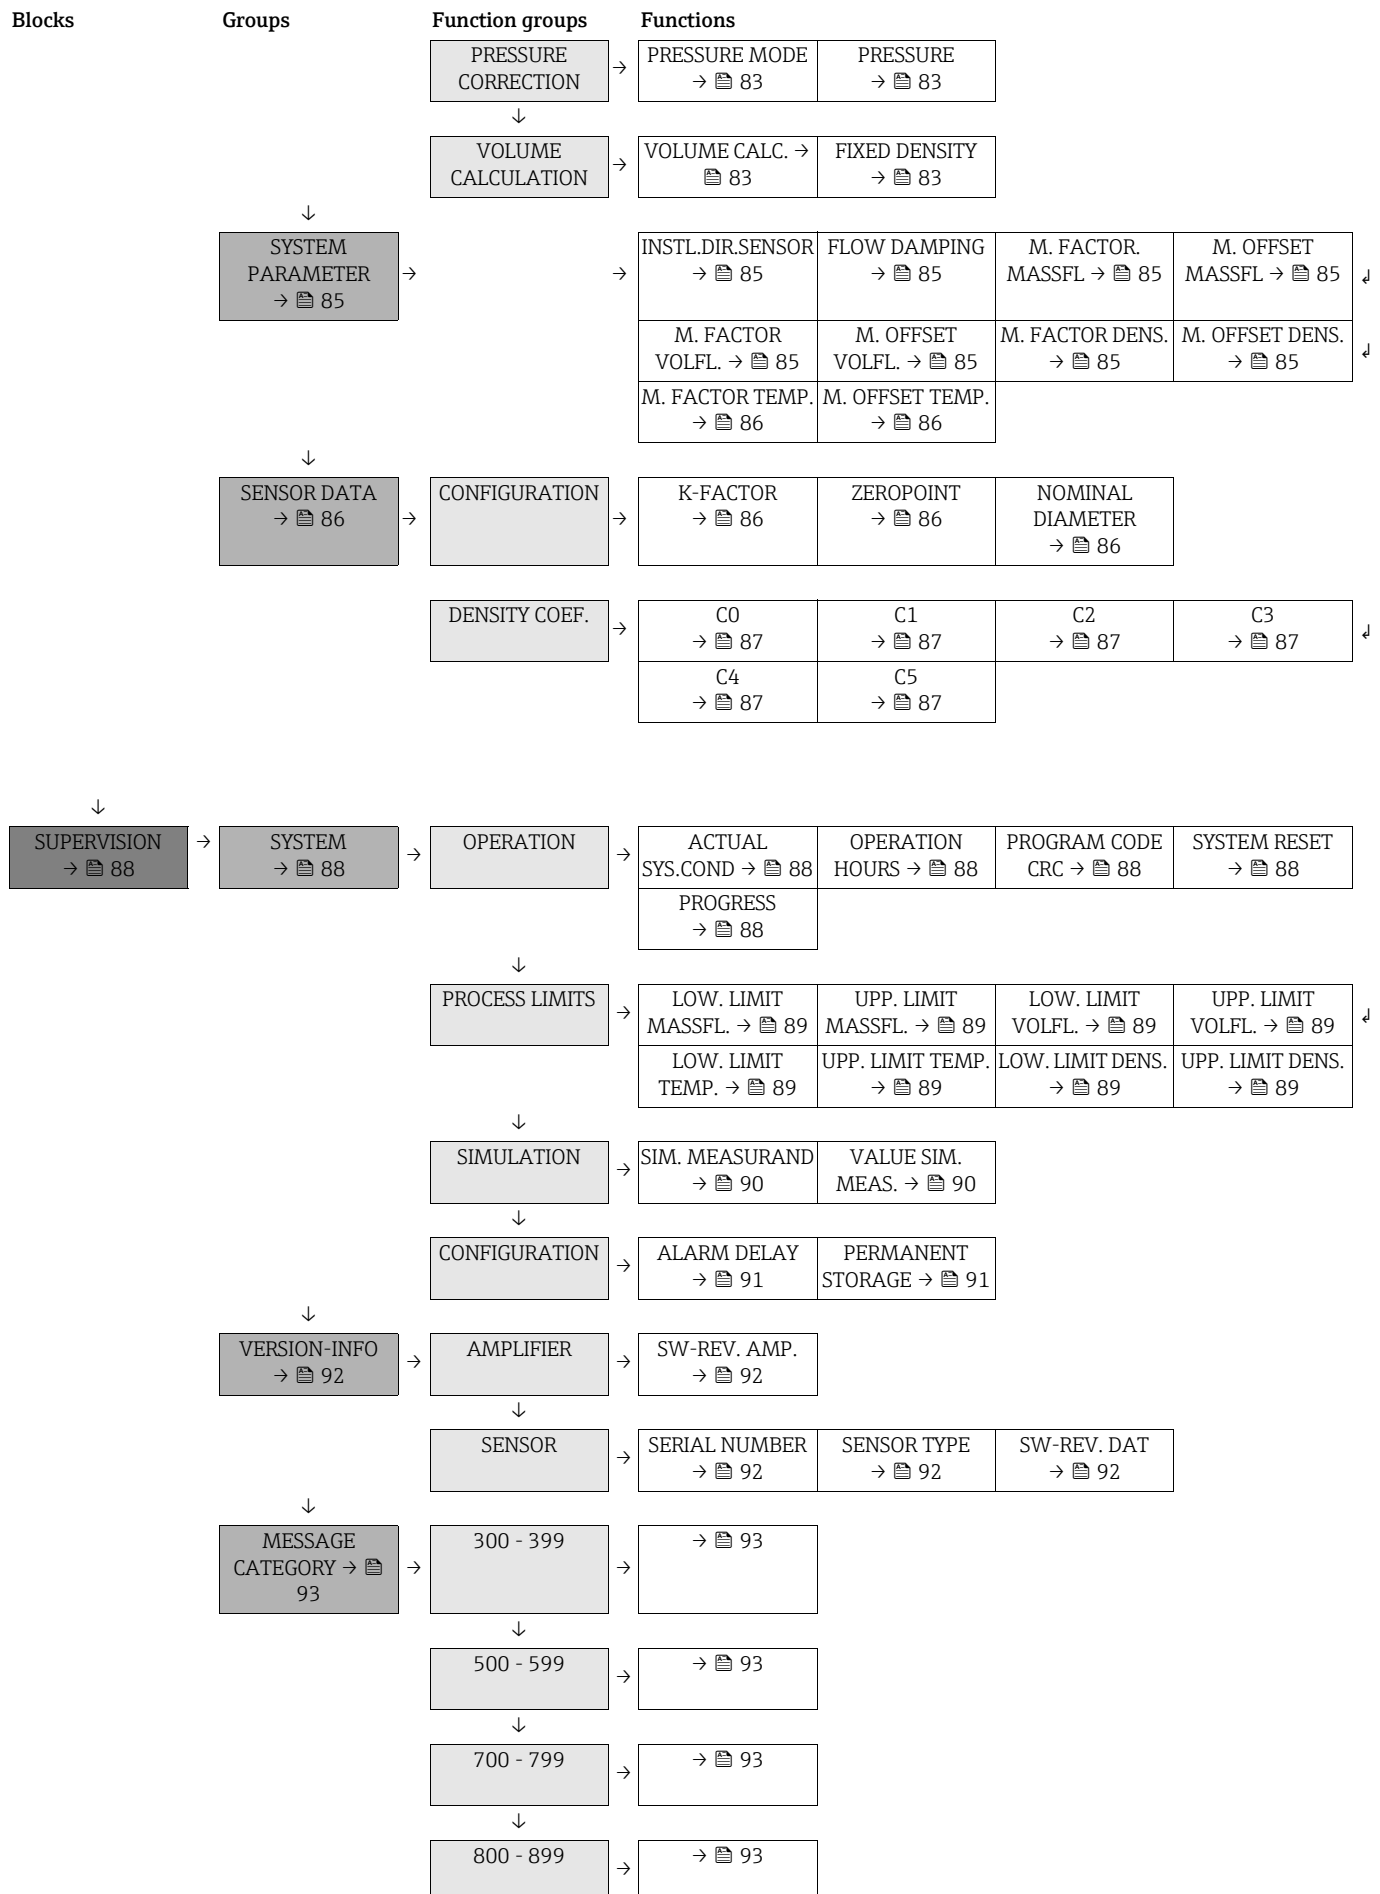 Blocks Groups Function groups Functions
PRESSURE CORRECTION → PRESSURE MODE → 83 PRESSURE → 83
↓
VOLUME CALCULATION → VOLUME CALC. → 83 FIXED DENSITY → 83
↓
SYSTEM PARAMETER → 85 → → INSTL.DIR.SENSOR → 85 FLOW DAMPING → 85 M. FACTOR. MASSFL → 85 M. OFFSET MASSFL → 85 ↲
M. FACTOR VOLFL. → 85 M. OFFSET VOLFL. → 85 M. FACTOR DENS. → 85 M. OFFSET DENS. → 85 ↲
M. FACTOR TEMP. → 86 M. OFFSET TEMP. → 86
↓
SENSOR DATA → 86 → CONFIGURATION → K-FACTOR → 86 ZEROPOINT → 86 NOMINAL DIAMETER → 86
DENSITY COEF. → C0 → 87 C1 → 87 C2 → 87 C3 → 87 ↲
C4 → 87 C5 → 87
↓
SUPERVISION → 88 → SYSTEM → 88 → OPERATION → ACTUAL SYS.COND → 88 OPERATION HOURS → 88 PROGRAM CODE CRC → 88 SYSTEM RESET → 88
PROGRESS → 88
↓
PROCESS LIMITS → LOW. LIMIT MASSFL. → 89 UPP. LIMIT MASSFL. → 89 LOW. LIMIT VOLFL. → 89 UPP. LIMIT VOLFL. → 89 ↲
LOW. LIMIT TEMP. → 89 UPP. LIMIT TEMP. → 89 LOW. LIMIT DENS. → 89 UPP. LIMIT DENS. → 89
↓
SIMULATION → SIM. MEASURAND → 90 VALUE SIM. MEAS. → 90
↓
CONFIGURATION → ALARM DELAY → 91 PERMANENT STORAGE → 91
↓
VERSION-INFO → 92 → AMPLIFIER → SW-REV. AMP. → 92
↓
SENSOR → SERIAL NUMBER → 92 SENSOR TYPE → 92 SW-REV. DAT → 92
↓
MESSAGE CATEGORY → 93 → 300 - 399 → → 93
↓
500 - 599 → → 93
↓
700 - 799 → → 93
↓
800 - 899 → → 93